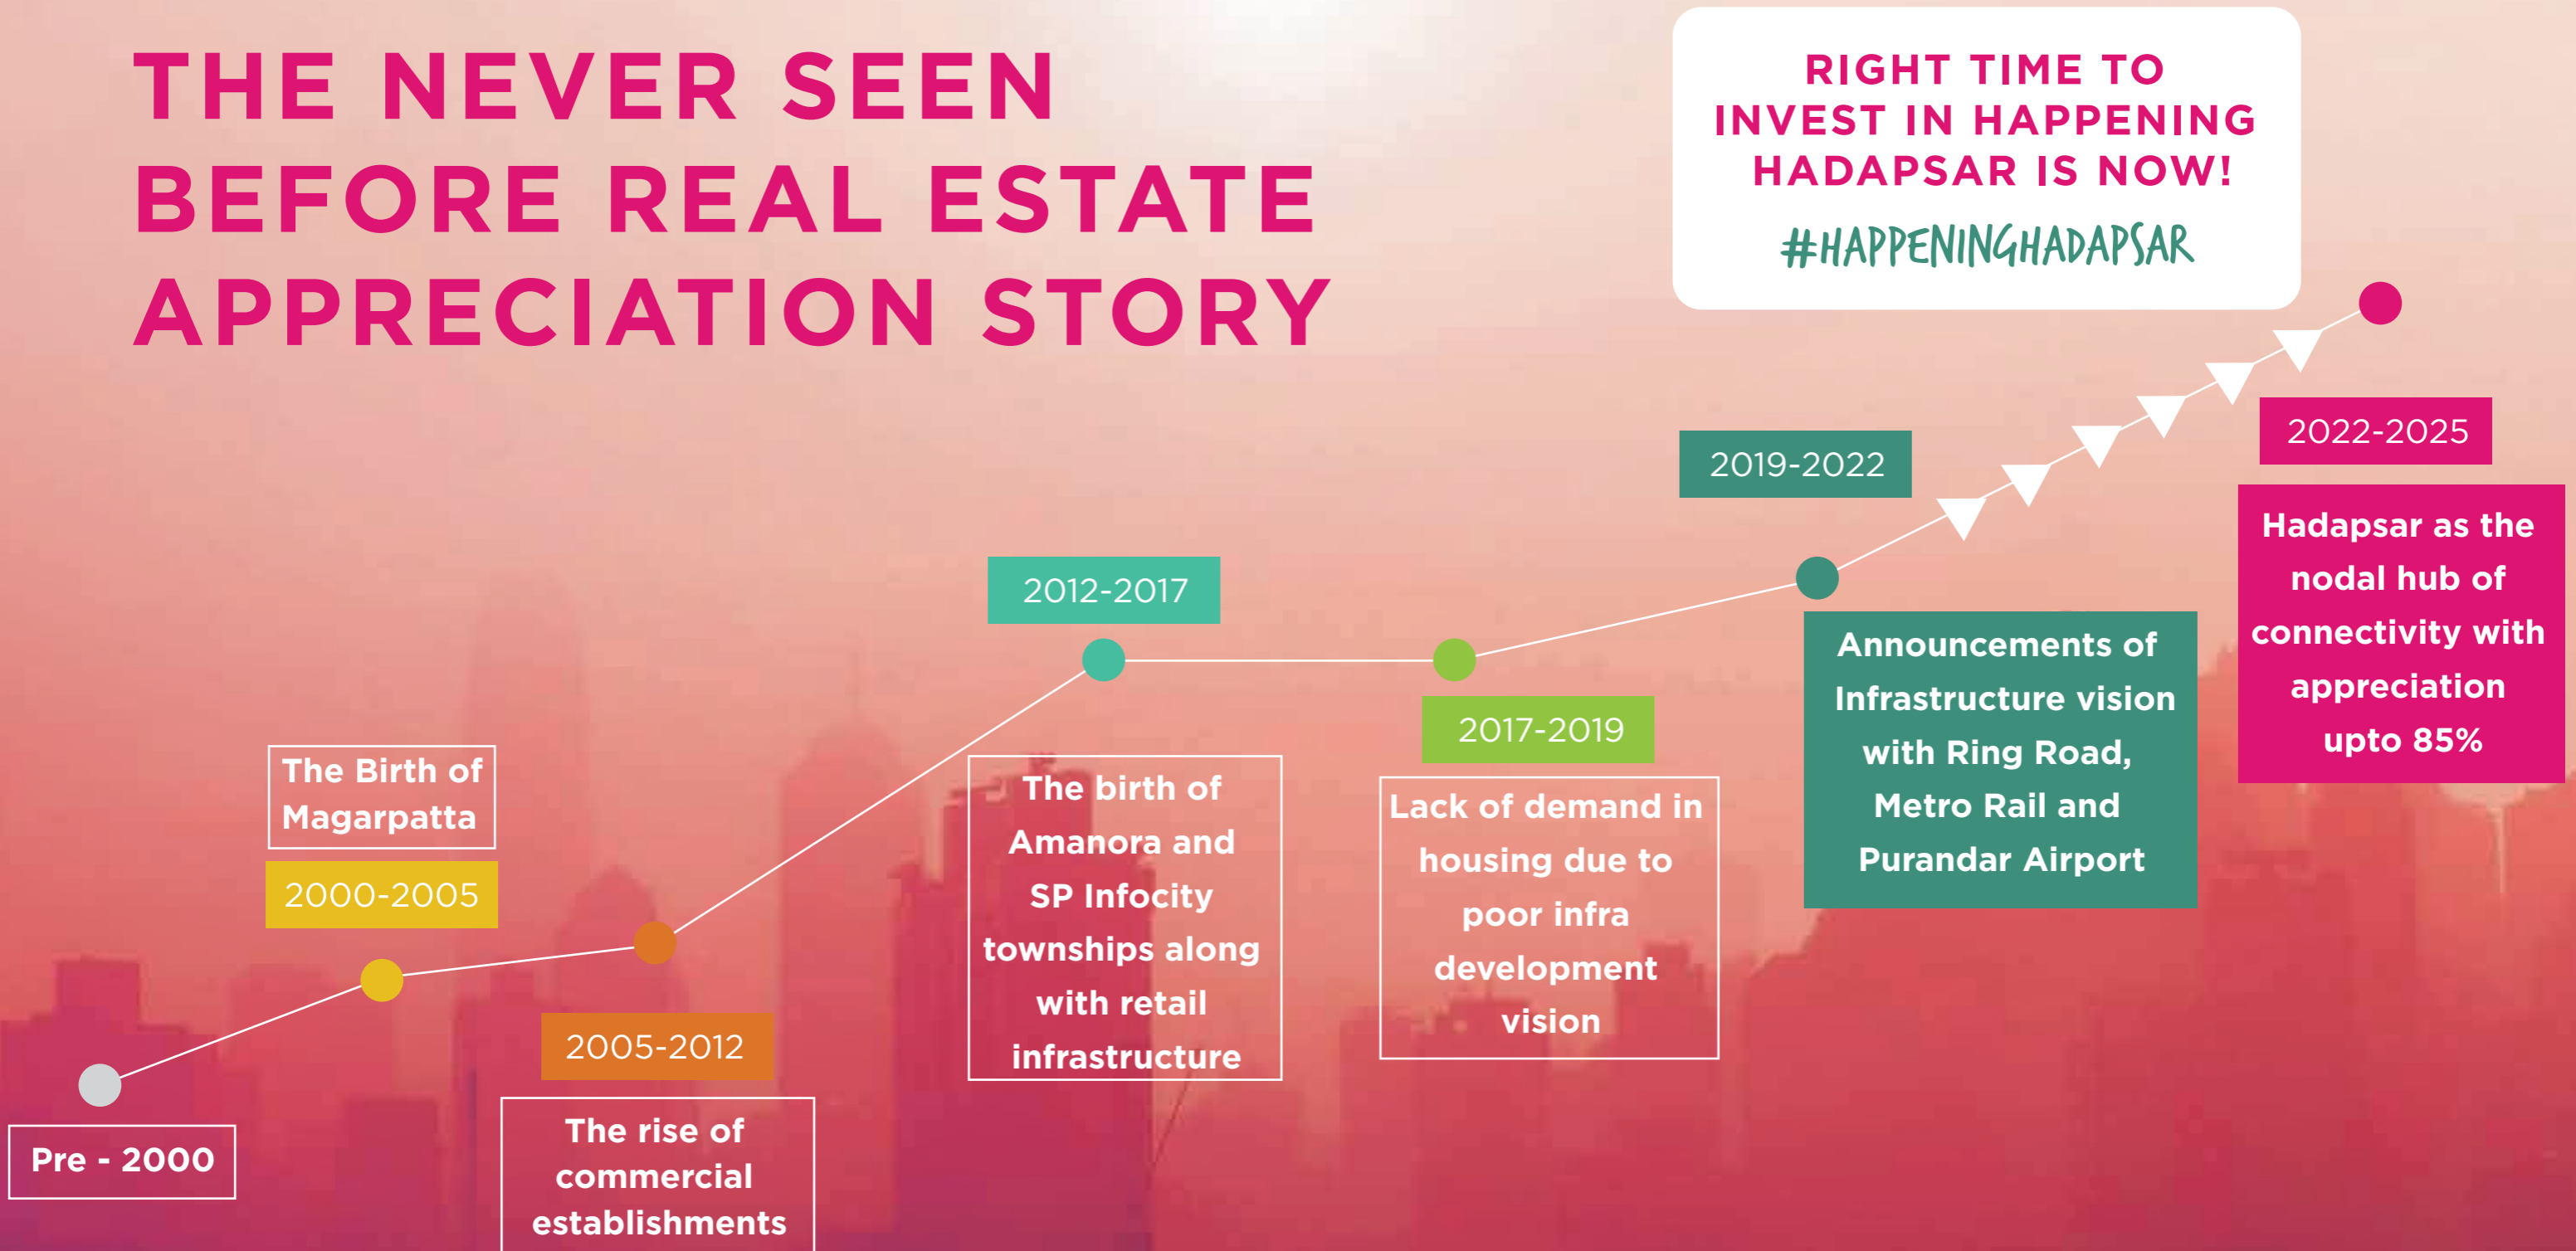 THE NEVER SEEN
BEFORE REAL ESTATE
APPRECIATION STORY
RIGHT TIME TO
INVEST IN HAPPENING
HADAPSAR IS NOW!
#HAPPENINGHADAPSAR
Pre - 2000
The Birth of
Magarpatta
2000-2005
2005-2012
The rise of
commercial
establishments
2012-2017
The birth of
Amanora and
SP Infocity
townships along
with retail
infrastructure
2017-2019
Lack of demand in
housing due to
poor infra
development
vision
2019-2022
Announcements of
Infrastructure vision
with Ring Road,
Metro Rail and
Purandar Airport
2022-2025
Hadapsar as the
nodal hub of
connectivity with
appreciation
upto 85%